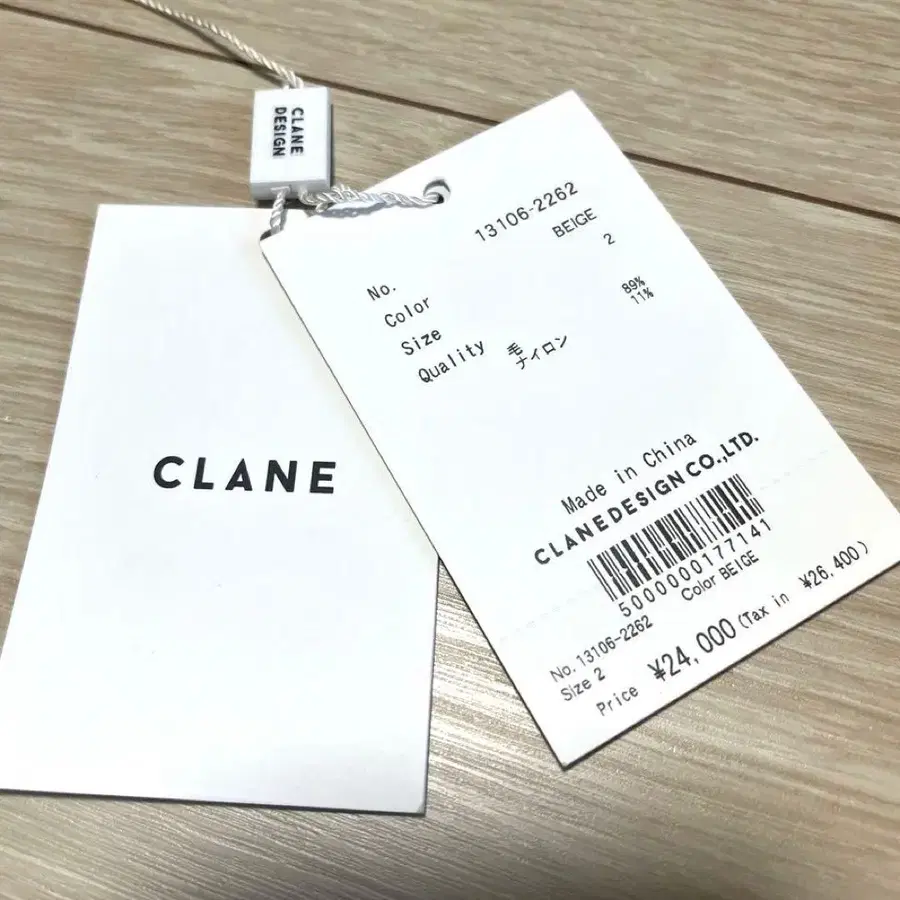 CLANE
DESIGN
CLANE
No. 13106-2262
Color BEIGE
Size 2
Quality 毛 89%
ナイロン 11%
Made in China
CLANE DESIGN CO.,LTD.
5000000177141
No. 13106-2262 Color BEIGE
Size 2
Price ¥24,000 (Tax in ¥26,400)